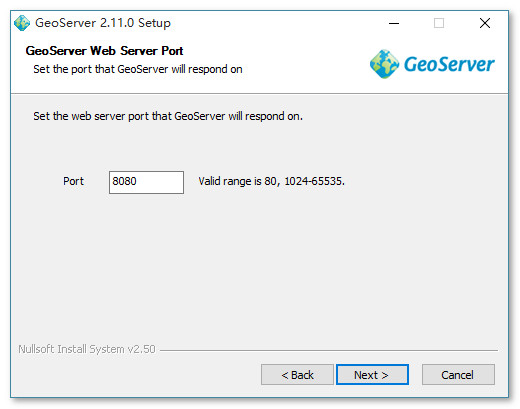 GeoServer 2.11.0 Setup
GeoServer Web Server Port
Set the port that GeoServer will respond on
GeoServer
Set the web server port that GeoServer will respond on.
Port 8080 Valid range is 80, 1024-65535.
Nullsoft Install System v2.50
< Back Next > Cancel